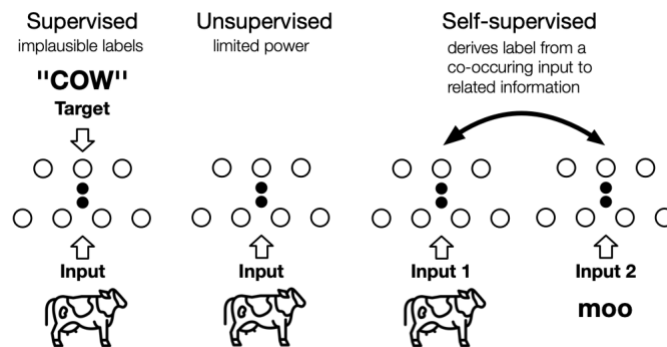 Supervised
implausible labels
"COW"
Target
Input
Unsupervised
limited power
Input
Self-supervised
derives label from a
co-occuring input to
related information
Input 1
Input 2
moo